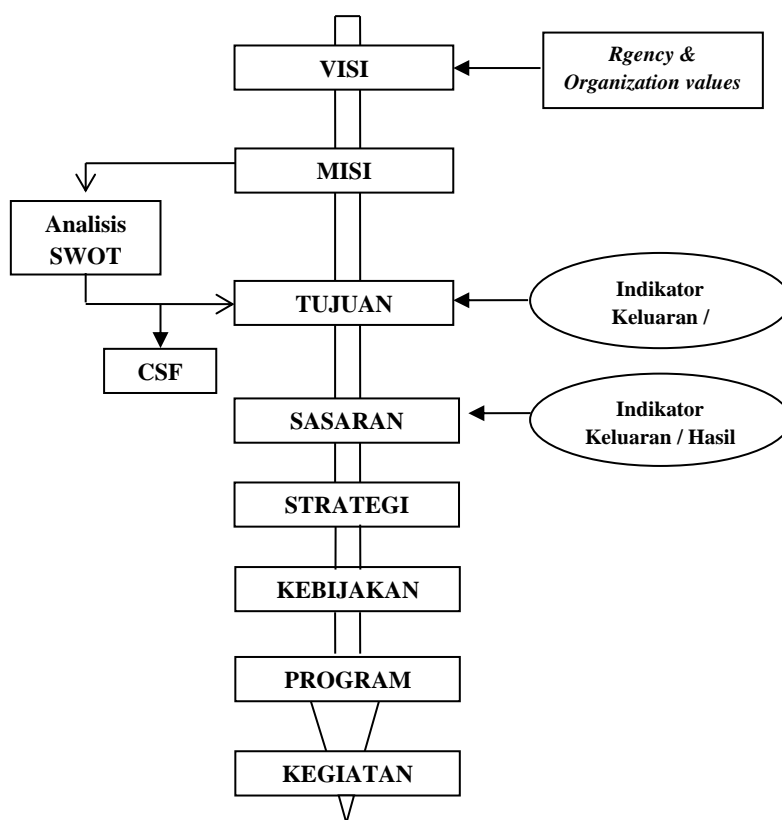 VISI
Rgency &
Organization values
MISI
Analisis
SWOT
TUJUAN
Indikator
Keluaran /
CSF
SASARAN
Indikator
Keluaran / Hasil
STRATEGI
KEBIJAKAN
PROGRAM
KEGIATAN